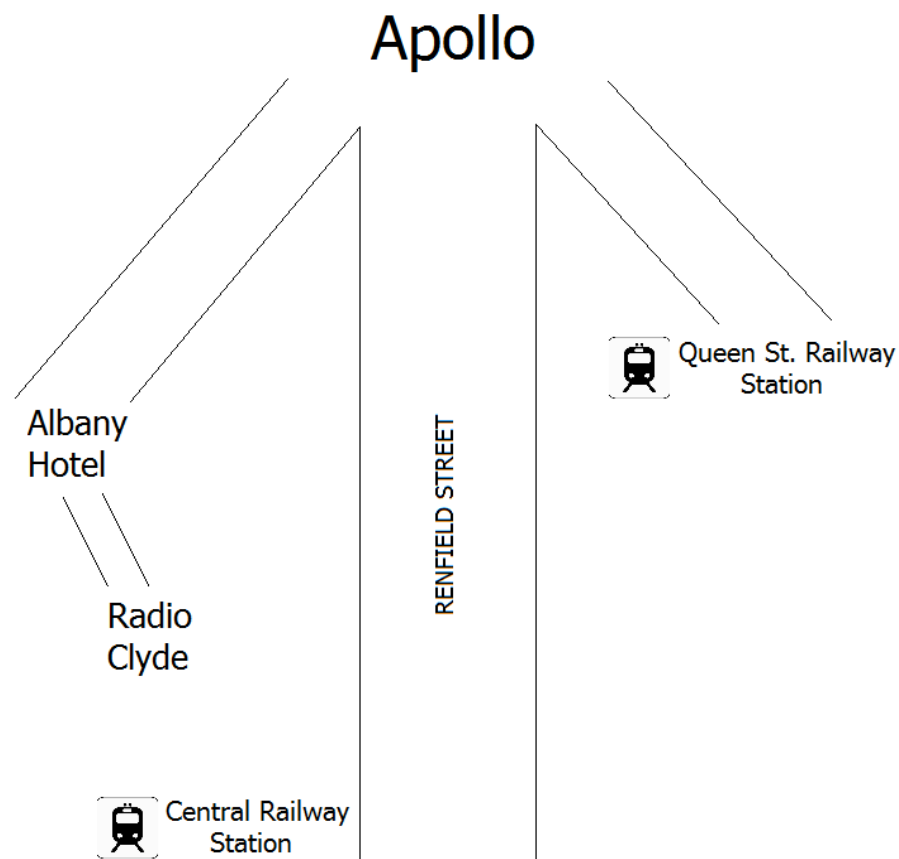 Apollo
Queen St. Railway
Station
Albany
Hotel
RENFIELD STREET
Radio
Clyde
Central Railway
Station